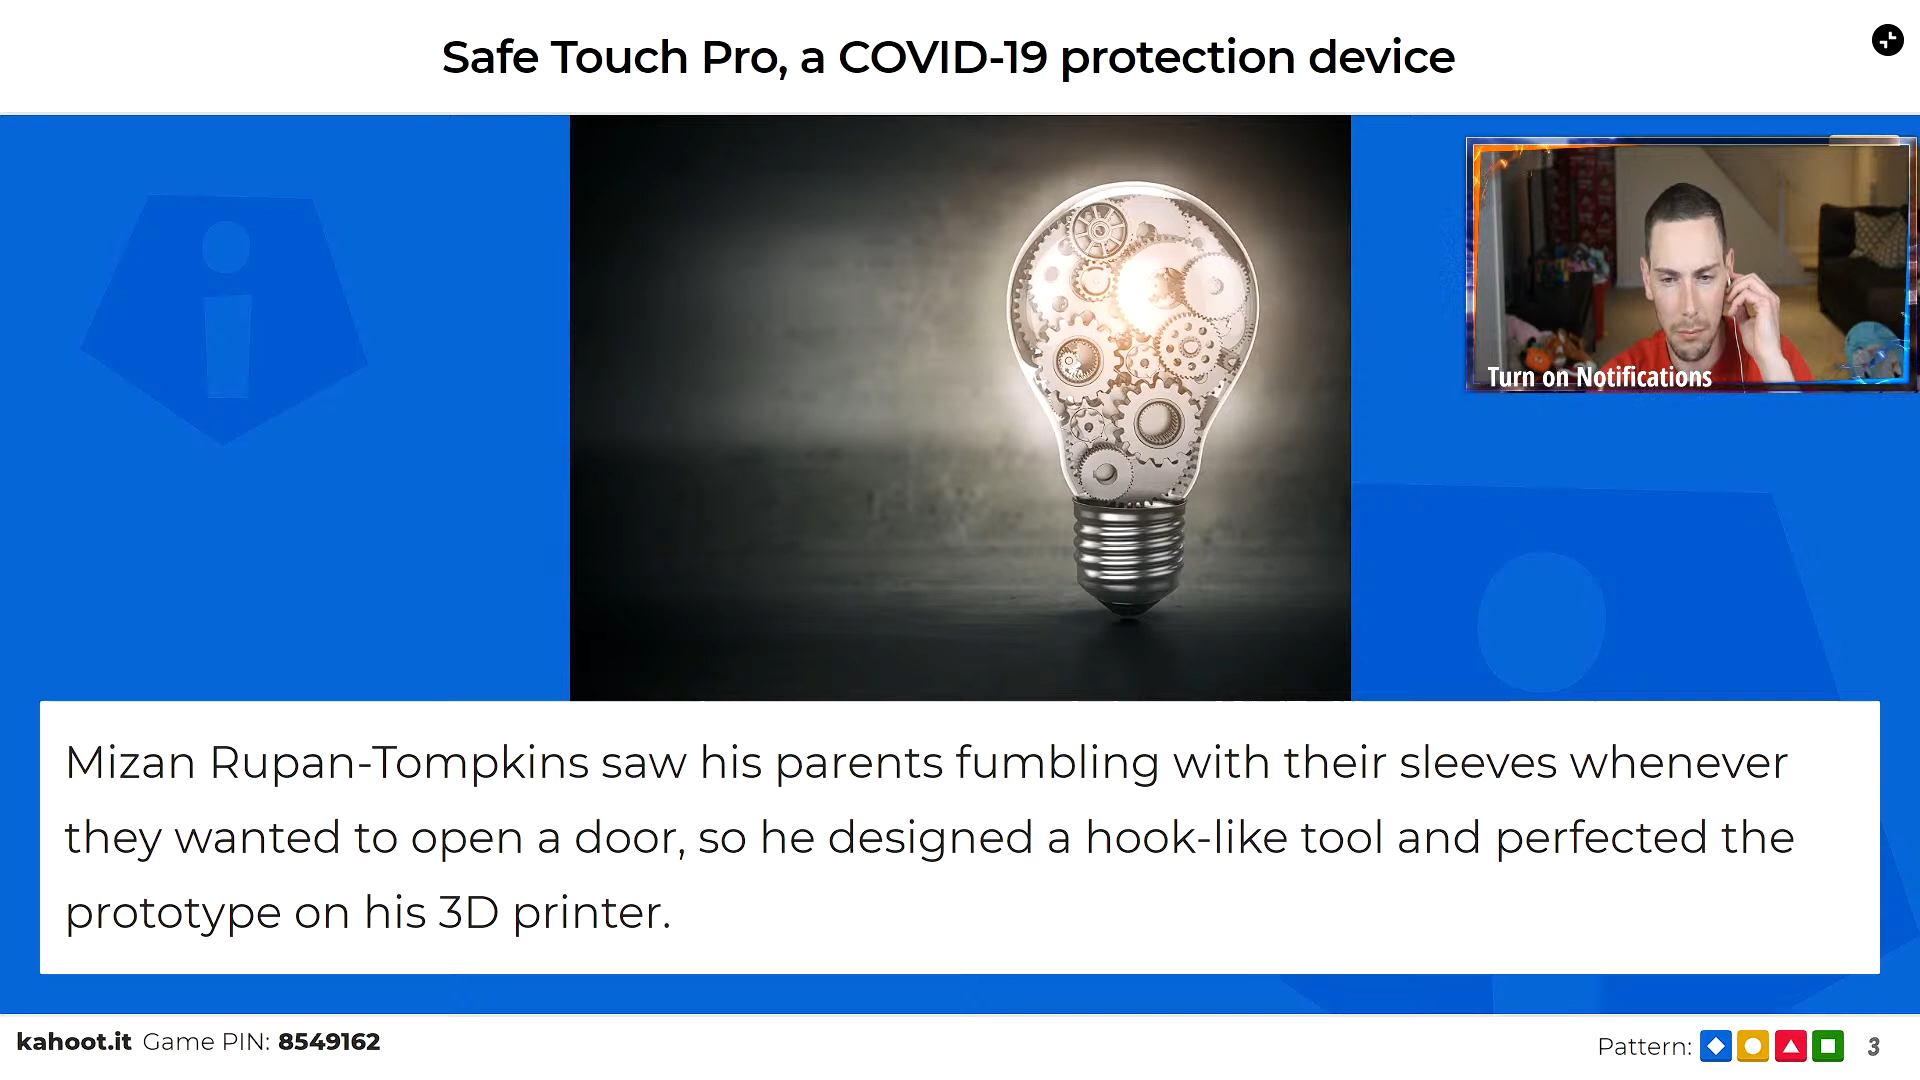 Safe Touch Pro, a COVID-19 protection device
Turn on Notifications
Mizan Rupan-Tompkins saw his parents fumbling with their sleeves whenever
they wanted to open a door, so he designed a hook-like tool and perfected the
prototype on his 3D printer.
kahoot.it Game PIN: 8549162
Pattern: 3